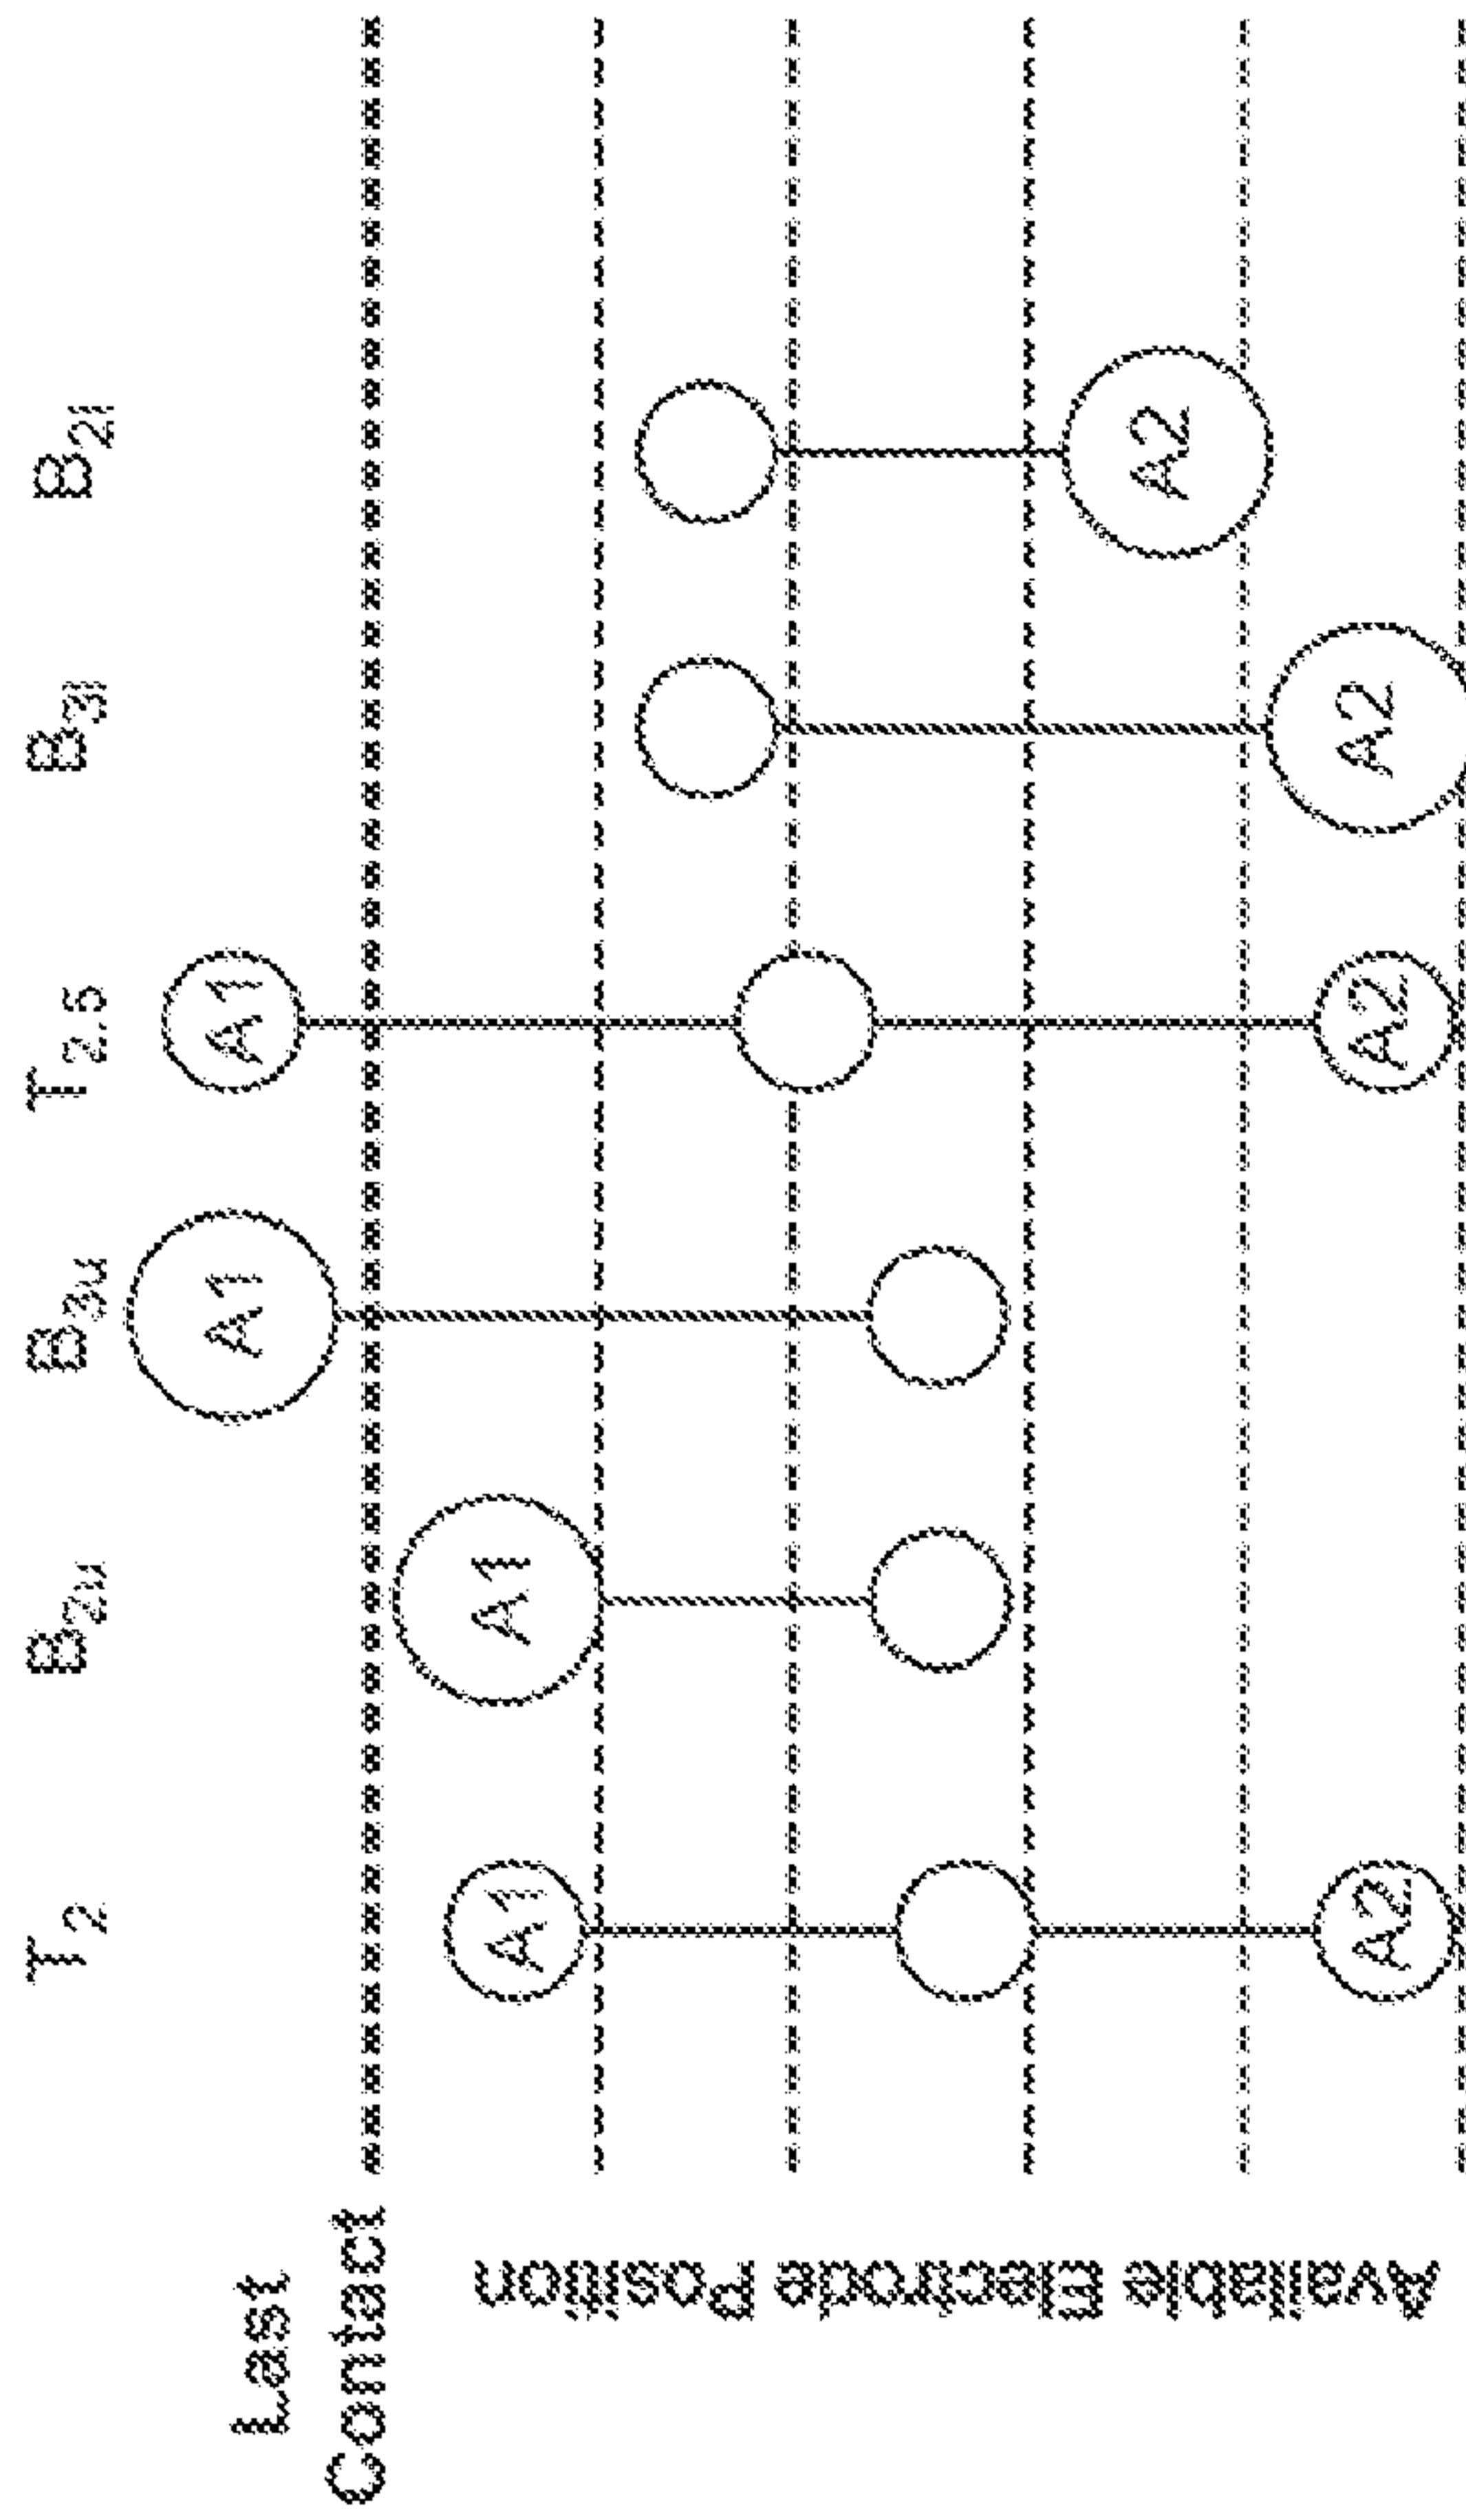 T2 B2u B3u T2.5 B3l B2l
Last
Contact
A1 A1
A1 A1
Available Electrode Position
A2
A2 A2 A2